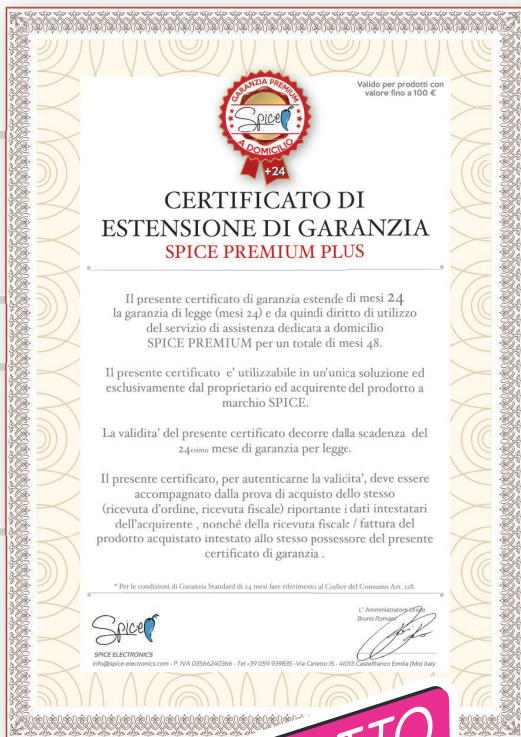 Valido per prodotti con
valore fino a 100 €
GARANZIA PREMIUM
Spice
A DOMICILIO
+24
CERTIFICATO DI
ESTENSIONE DI GARANZIA
SPICE PREMIUM PLUS
Il presente certificato di garanzia estende di mesi 24
la garanzia di legge (mesi 24) e da quindi diritto di utilizzo
del servizio di assistenza dedicata a domicilio
SPICE PREMIUM per un totale di mesi 48.
Il presente certificato e' utilizzabile in un'unica soluzione ed
esclusivamente dal proprietario ed acquirente del prodotto a
marchio SPICE.
La validita' del presente certificato decorre dalla scadenza del
24esimo mese di garanzia per legge.
Il presente certificato, per autenticarne la validita', deve essere
accompagnato dalla prova di acquisto dello stesso
(ricevuta d'ordine, ricevuta fiscale) riportante i dati intestatari
dell'acquirente , nonché della ricevuta fiscale / fattura del
prodotto acquistato intestato allo stesso possessore del presente
certificato di garanzia .
* Per le condizioni di Garanzia Standard di 24 mesi fare riferimento al Codice del Consumo Art. 128.
L' Amministratore Unico
Bruno Romani
Spice
SPICE ELECTRONICS
info@spice-electronics.com - P. IVA 03566240366 - Tel +39 059 939835 -Via Carletto 15 - 41013 Castelfranco Emilia (Mo) Italy